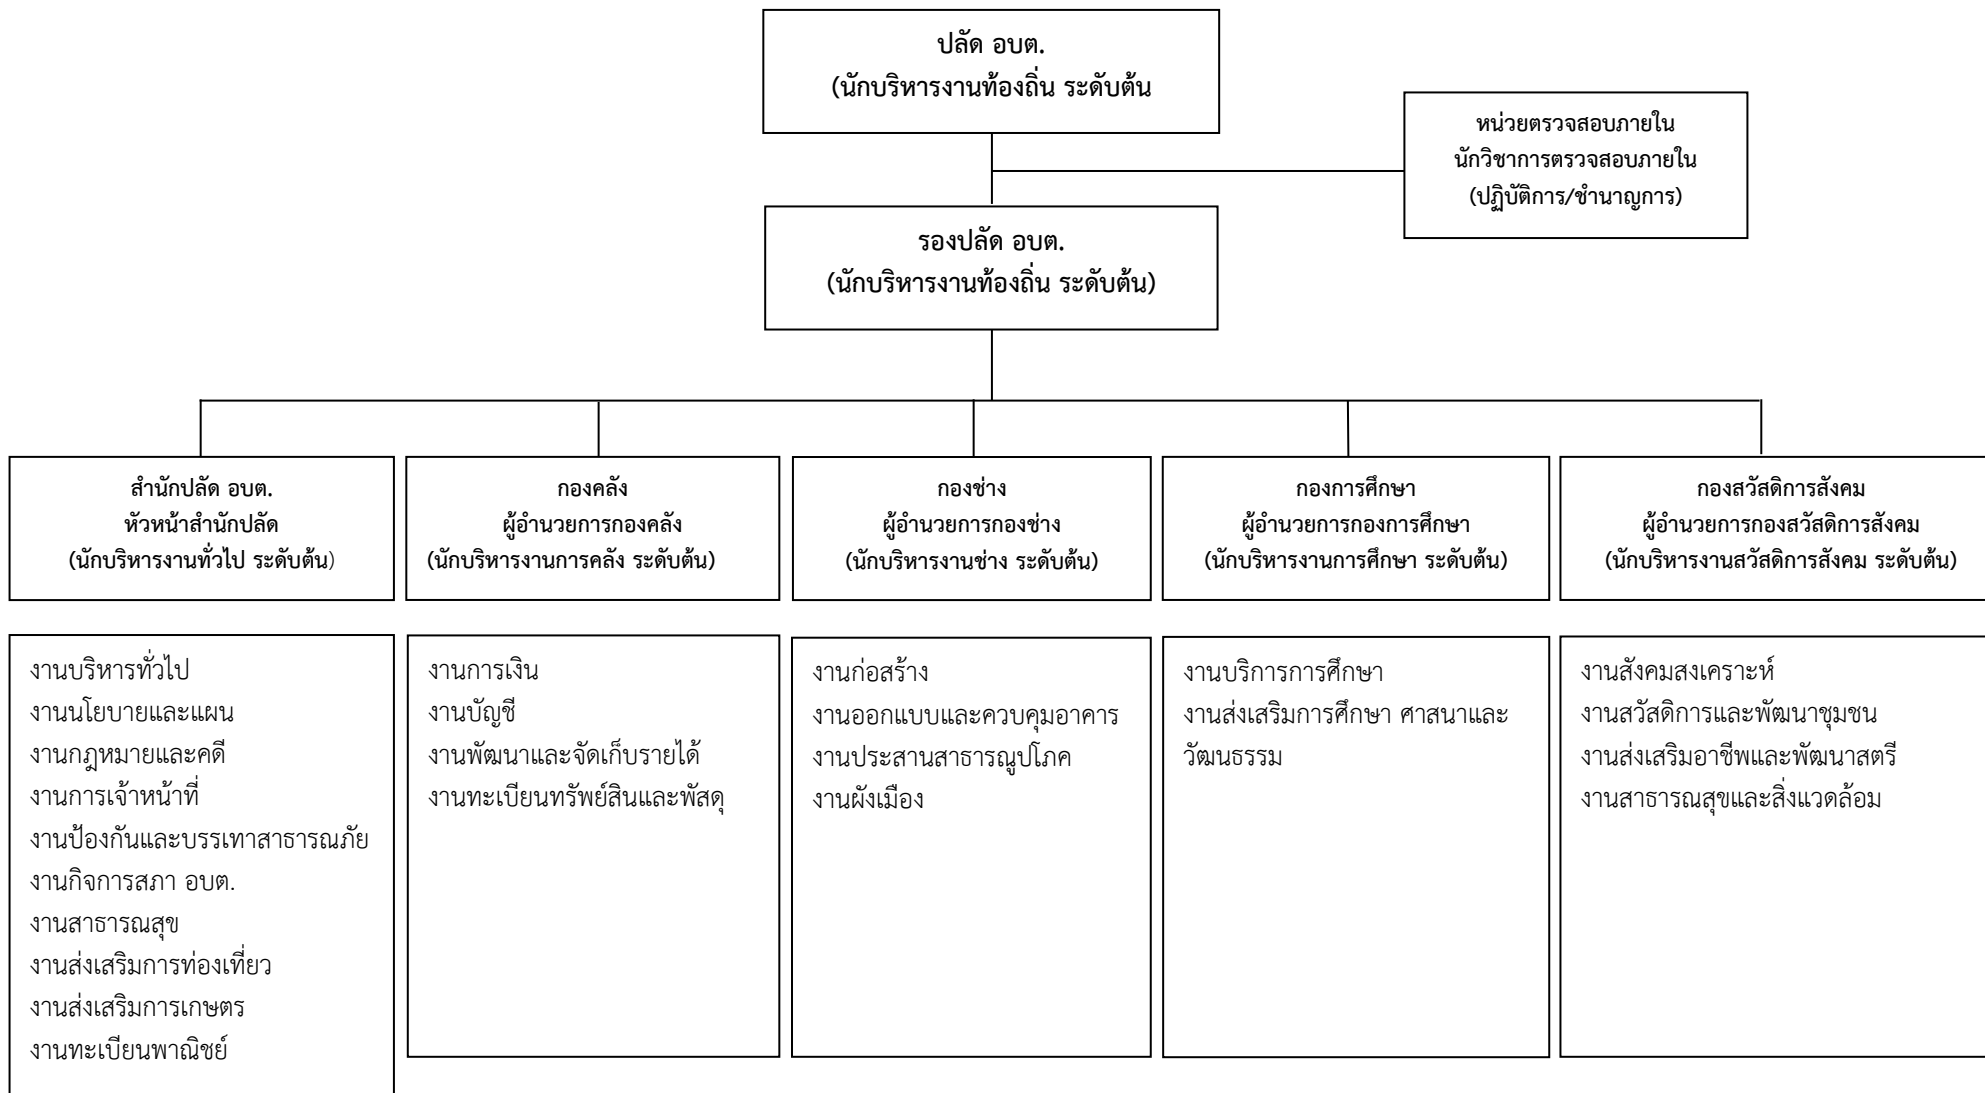 ปลัด อบต.
(นักบริหารงานท้องถิ่น ระดับต้น
หน่วยตรวจสอบภายใน
นักวิชาการตรวจสอบภายใน
(ปฏิบัติการ/ชำนาญการ)
รองปลัด อบต.
(นักบริหารงานท้องถิ่น ระดับต้น)
สำนักปลัด อบต.
หัวหน้าสำนักปลัด
(นักบริหารงานทั่วไป ระดับต้น)
กองคลัง
ผู้อำนวยการกองคลัง
(นักบริหารงานการคลัง ระดับต้น)
กองช่าง
ผู้อำนวยการกองช่าง
(นักบริหารงานช่าง ระดับต้น)
กองการศึกษา
ผู้อำนวยการกองการศึกษา
(นักบริหารงานการศึกษา ระดับต้น)
กองสวัสดิการสังคม
ผู้อำนวยการกองสวัสดิการสังคม
(นักบริหารงานสวัสดิการสังคม ระดับต้น)
งานบริหารทั่วไป
งานนโยบายและแผน
งานกฎหมายและคดี
งานการเจ้าหน้าที่
งานป้องกันและบรรเทาสาธารณภัย
งานกิจการสภา อบต.
งานสาธารณสุข
งานส่งเสริมการท่องเที่ยว
งานส่งเสริมการเกษตร
งานทะเบียนพาณิชย์
งานการเงิน
งานบัญชี
งานพัฒนาและจัดเก็บรายได้
งานทะเบียนทรัพย์สินและพัสดุ
งานก่อสร้าง
งานออกแบบและควบคุมอาคาร
งานประสานสาธารณูปโภค
งานผังเมือง
งานบริการการศึกษา
งานส่งเสริมการศึกษา ศาสนาและ
วัฒนธรรม
งานสังคมสงเคราะห์
งานสวัสดิการและพัฒนาชุมชน
งานส่งเสริมอาชีพและพัฒนาสตรี
งานสาธารณสุขและสิ่งแวดล้อม